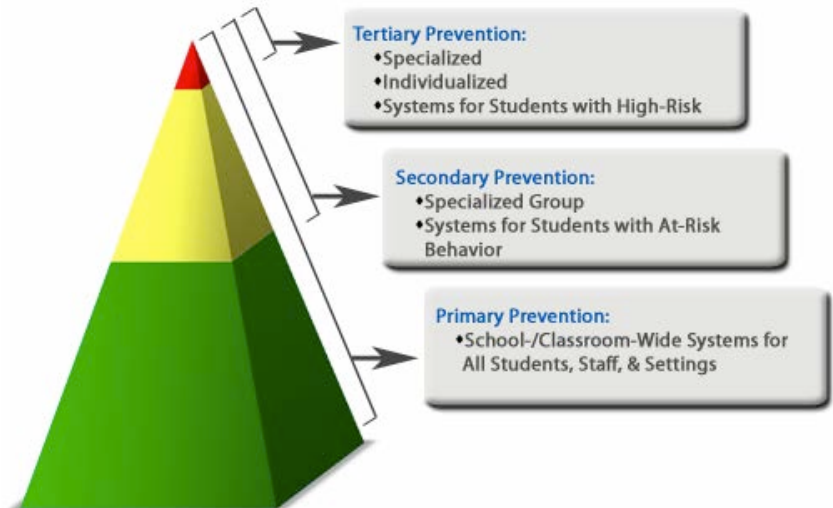 Tertiary Prevention:
♦Specialized
♦Individualized
♦Systems for Students with High-Risk
Secondary Prevention:
♦Specialized Group
♦Systems for Students with At-Risk
Behavior
Primary Prevention:
♦School-/Classroom-Wide Systems for
All Students, Staff, & Settings